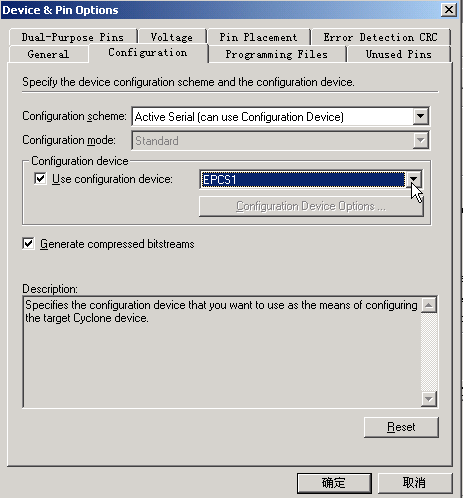 Device & Pin Options
Dual-Purpose Pins
Voltage
Pin Placement
Error Detection CRC
General
Configuration
Programming Files
Unused Pins
Specify the device configuration scheme and the configuration device.
Configuration scheme: Active Serial (can use Configuration Device)
Configuration mode: Standard
Configuration device
Use configuration device: EPCS1
Configuration Device Options ...
Generate compressed bitstreams
Description:
Specifies the configuration device that you want to use as the means of configuring
the target Cyclone device.
Reset
确定
取消